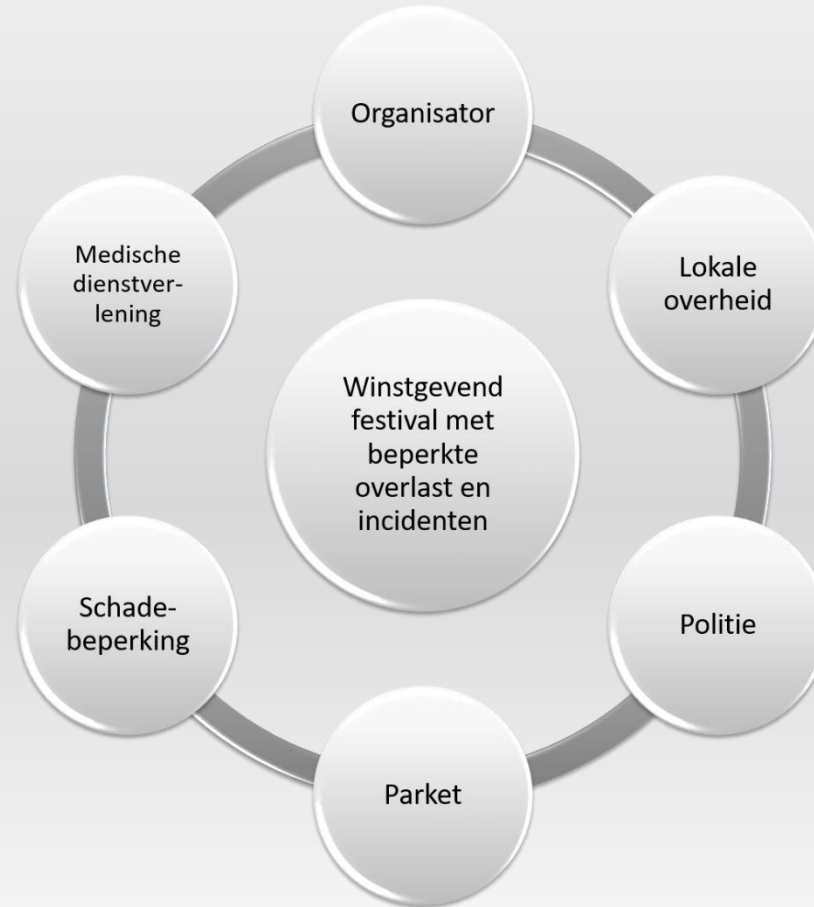 Organisator
Lokale
overheid
Politie
Parket
Schade-
beperking
Medische
dienstver-
lening
Winstgevend
festival met
beperkte
overlast en
incidenten